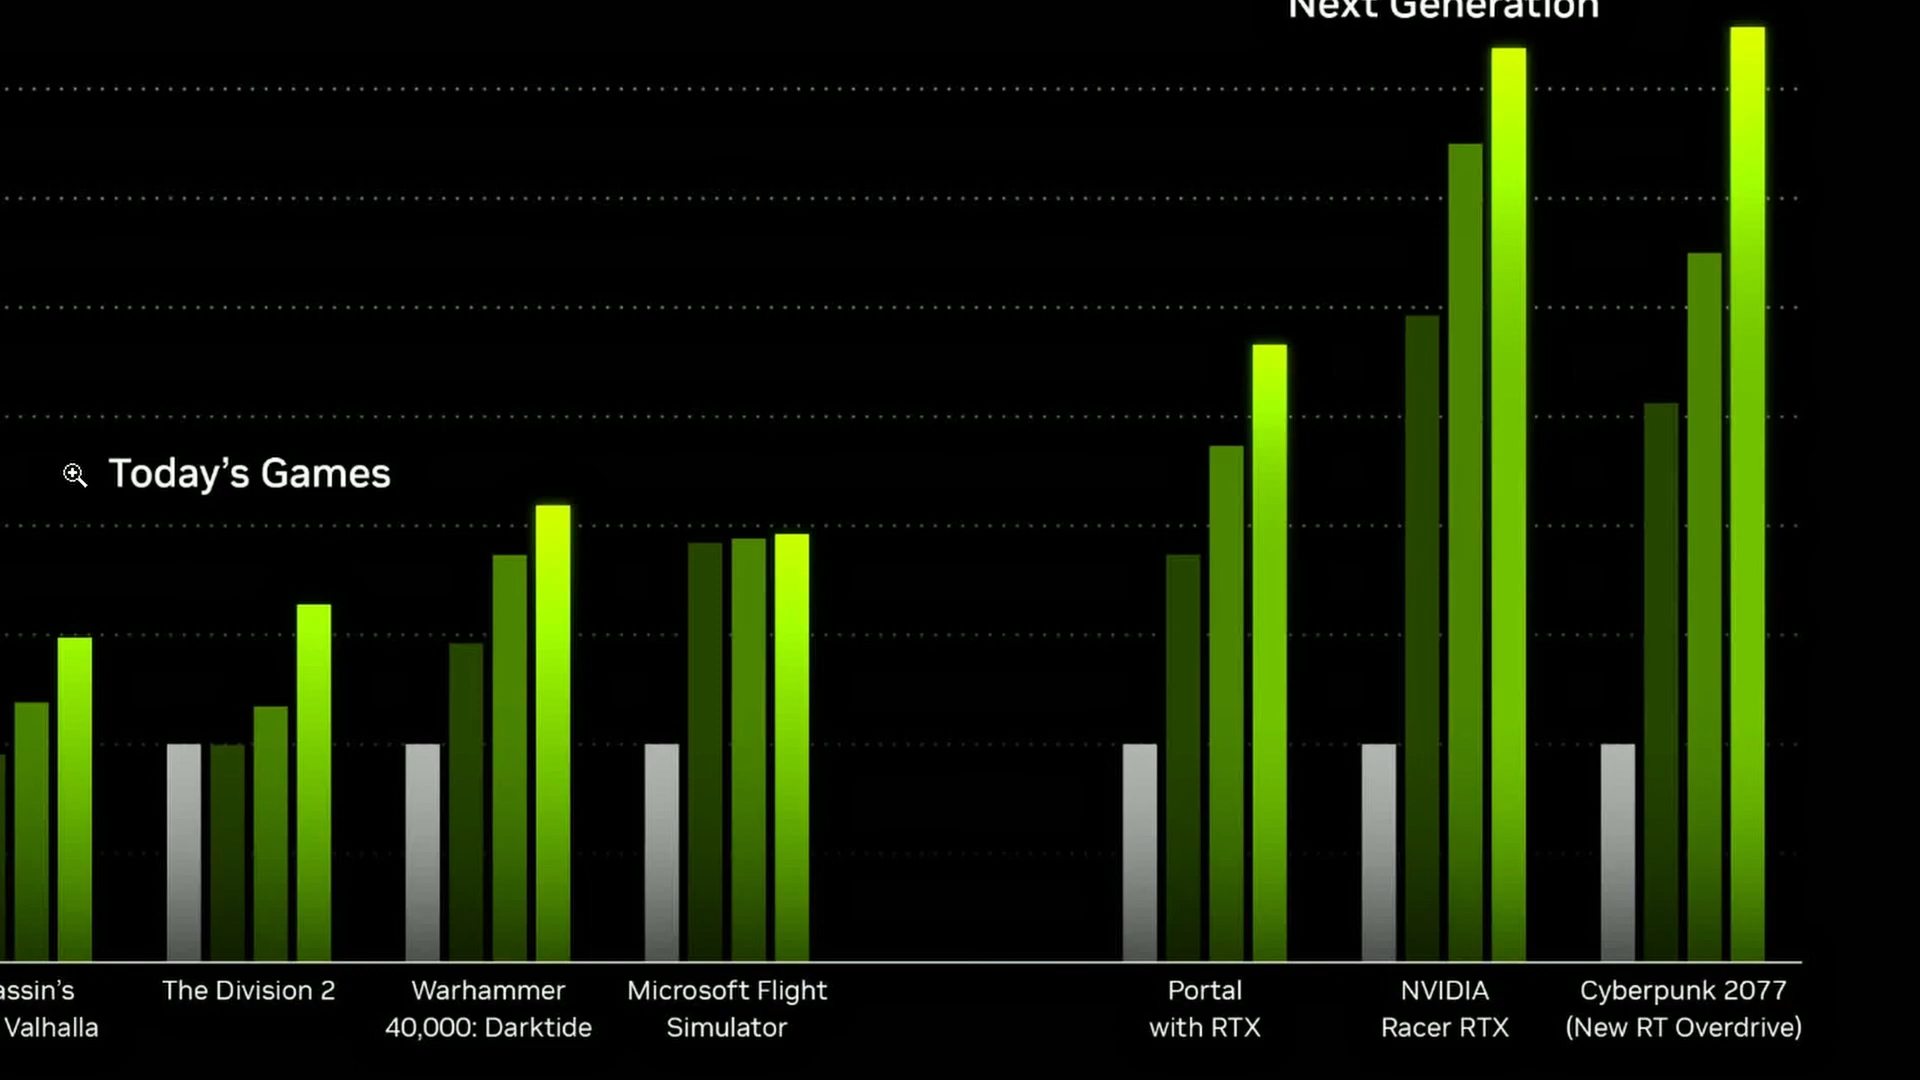 Next Generation
Today's Games
assin's
Valhalla
The Division 2
Warhammer
40,000: Darktide
Microsoft Flight
Simulator
Portal
with RTX
NVIDIA
Racer RTX
Cyberpunk 2077
(New RT Overdrive)